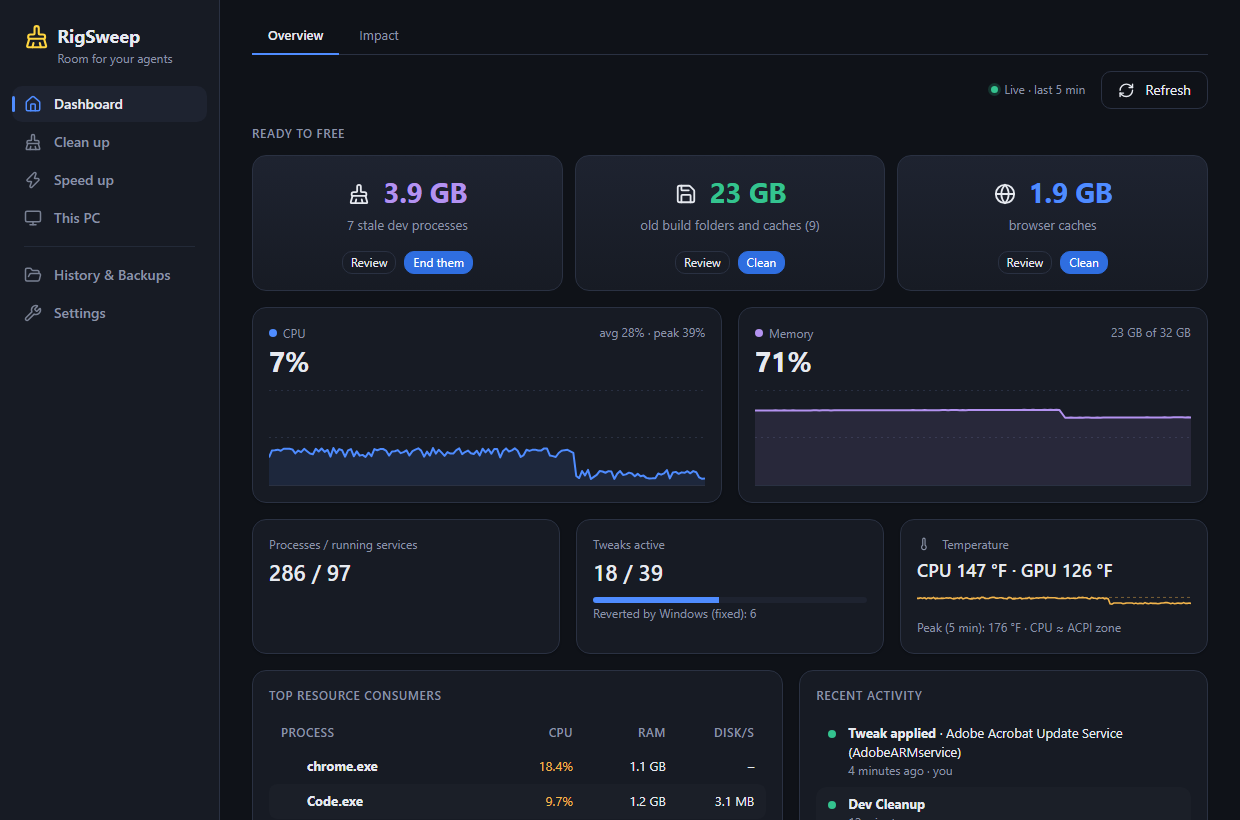 RigSweep
Room for your agents
Dashboard
Clean up
Speed up
This PC
History & Backups
Settings
Overview
Impact
Live · last 5 min
Refresh
READY TO FREE
3.9 GB
7 stale dev processes
Review
End them
23 GB
old build folders and caches (9)
Review
Clean
1.9 GB
browser caches
Review
Clean
CPU
avg 28% · peak 39%
7%
Memory
23 GB of 32 GB
71%
Processes / running services
286 / 97
Tweaks active
18 / 39
Reverted by Windows (fixed): 6
Temperature
CPU 147 °F · GPU 126 °F
Peak (5 min): 176 °F · CPU ≈ ACPI zone
TOP RESOURCE CONSUMERS
PROCESS CPU RAM DISK/S
chrome.exe 18.4% 1.1 GB –
Code.exe 9.7% 1.2 GB 3.1 MB
RECENT ACTIVITY
Tweak applied · Adobe Acrobat Update Service
(AdobeARMservice)
4 minutes ago · you
Dev Cleanup